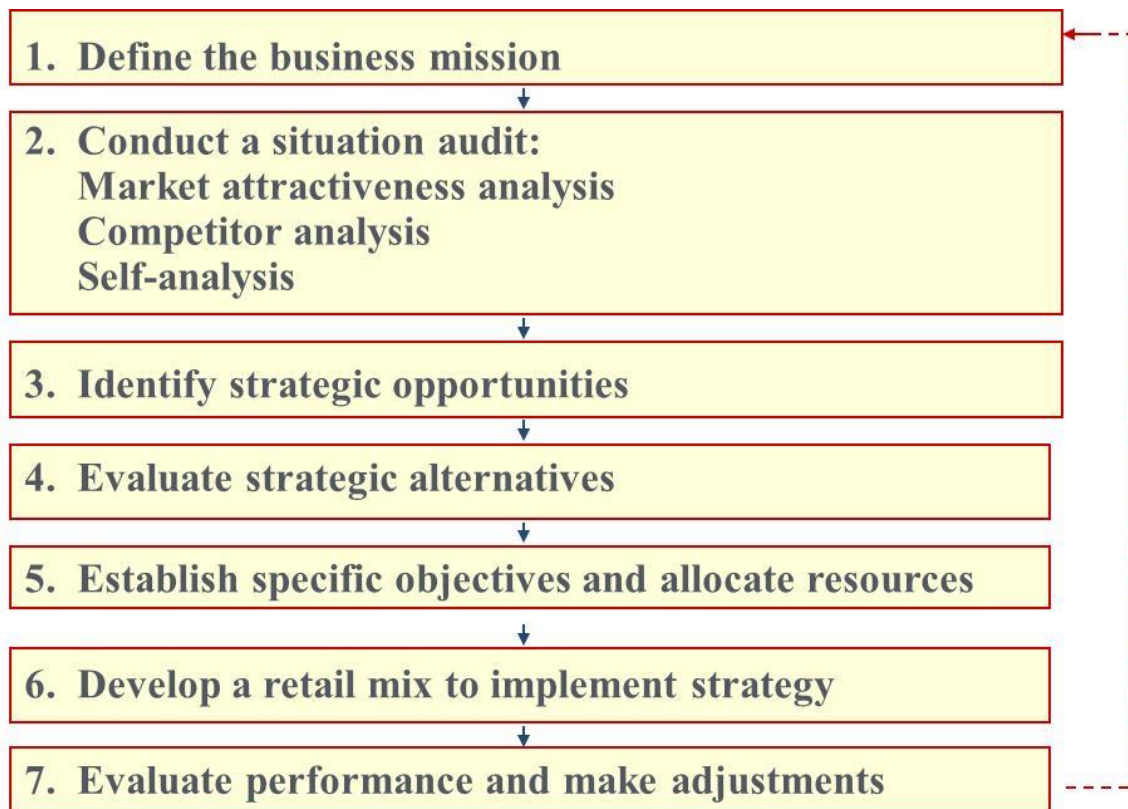 1. Define the business mission
2. Conduct a situation audit:
Market attractiveness analysis
Competitor analysis
Self-analysis
3. Identify strategic opportunities
4. Evaluate strategic alternatives
5. Establish specific objectives and allocate resources
6. Develop a retail mix to implement strategy
7. Evaluate performance and make adjustments